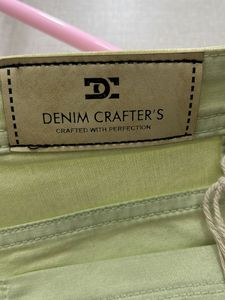 DC
DENIM CRAFTER'S
CRAFTED WITH PERFECTION